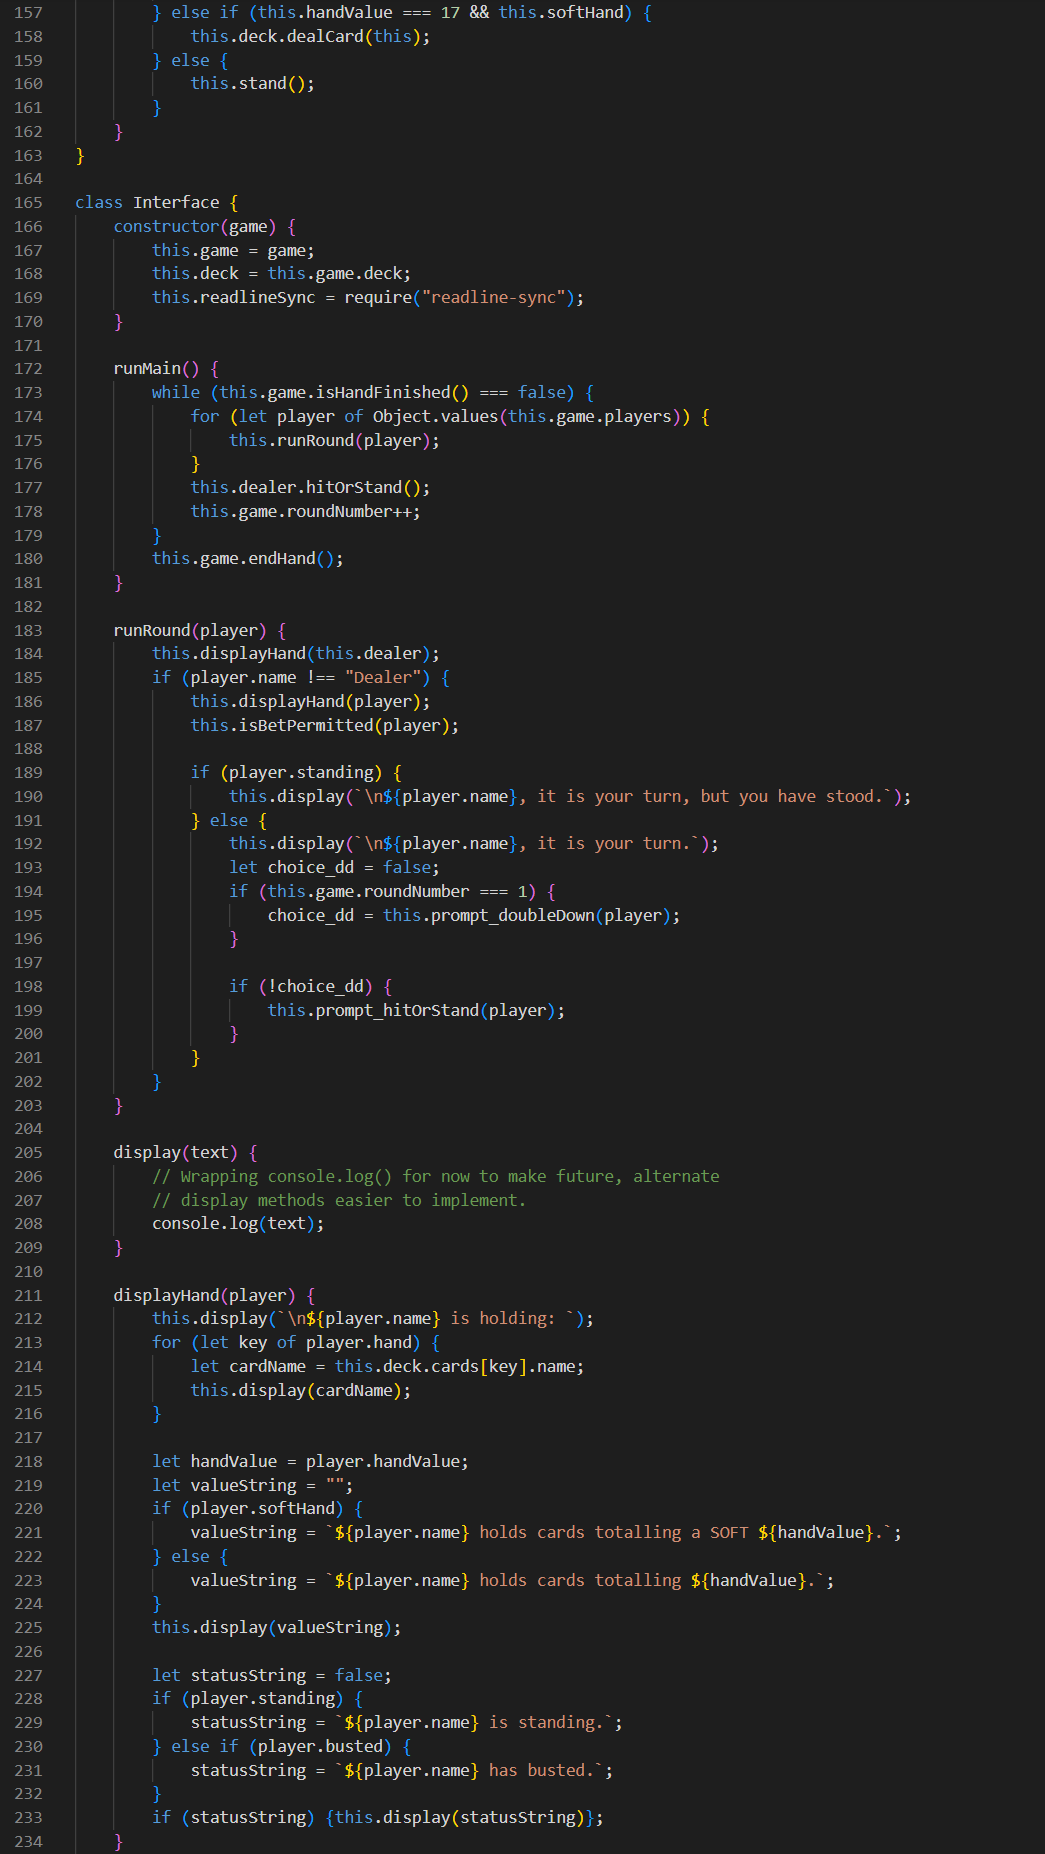 157 } else if (this.handValue === 17 && this.softHand) {
158 this.deck.dealCard(this);
159 } else {
160 this.stand();
161 }
162 }
163 }
164
165 class Interface {
166 constructor(game) {
167 this.game = game;
168 this.deck = this.game.deck;
169 this.readlineSync = require("readline-sync");
170 }
171
172 runMain() {
173 while (this.game.isHandFinished() === false) {
174 for (let player of Object.values(this.game.players)) {
175 this.runRound(player);
176 }
177 this.dealer.hitOrStand();
178 this.game.roundNumber++;
179 }
180 this.game.endHand();
181 }
182
183 runRound(player) {
184 this.displayHand(this.dealer);
185 if (player.name !== "Dealer") {
186 this.displayHand(player);
187 this.isBetPermitted(player);
188
189 if (player.standing) {
190 this.display(`\n${player.name}, it is your turn, but you have stood.`);
191 } else {
192 this.display(`\n${player.name}, it is your turn.`);
193 let choice_dd = false;
194 if (this.game.roundNumber === 1) {
195 choice_dd = this.prompt_doubleDown(player);
196 }
197
198 if (!choice_dd) {
199 this.prompt_hitOrStand(player);
200 }
201 }
202 }
203 }
204
205 display(text) {
206 // Wrapping console.log() for now to make future, alternate
207 // display methods easier to implement.
208 console.log(text);
209 }
210
211 displayHand(player) {
212 this.display(`\n${player.name} is holding: `);
213 for (let key of player.hand) {
214 let cardName = this.deck.cards[key].name;
215 this.display(cardName);
216 }
217
218 let handValue = player.handValue;
219 let valueString = "";
220 if (player.softHand) {
221 valueString = `${player.name} holds cards totalling a SOFT ${handValue}.`;
222 } else {
223 valueString = `${player.name} holds cards totalling ${handValue}.`;
224 }
225 this.display(valueString);
226
227 let statusString = false;
228 if (player.standing) {
229 statusString = `${player.name} is standing.`;
230 } else if (player.busted) {
231 statusString = `${player.name} has busted.`;
232 }
233 if (statusString) {this.display(statusString)};
234 }